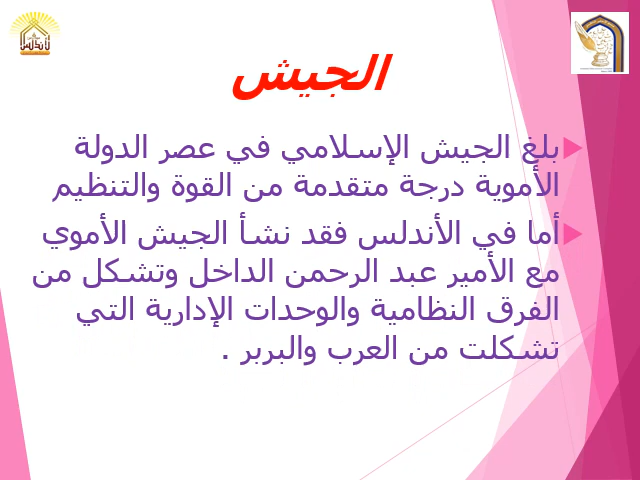 الجيش
بلغ الجيش الإسلامي في عصر الدولة
الأموية درجة متقدمة من القوة والتنظيم
أما في الأندلس فقد نشأ الجيش الأموي
مع الأمير عبد الرحمن الداخل وتشكل من
الفرق النظامية والوحدات الإدارية التي
تشكلت من العرب والبربر .